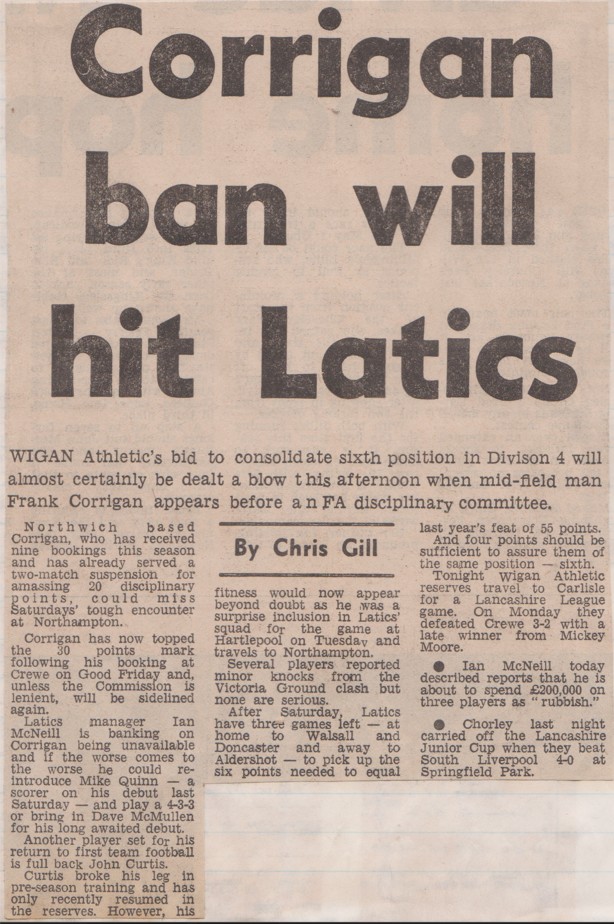 Corrigan
ban will
hit Latics
WIGAN Athletic's bid to consolidate sixth position in Divison 4 will
almost certainly be dealt a blow this afternoon when mid-field man
Frank Corrigan appears before an FA disciplinary committee.
Northwich based
Corrigan, who has received
nine bookings this season
and has already served a
two-match suspension for
amassing 20 disciplinary
points, could miss
Saturdays' tough encounter
at Northampton.
Corrigan has now topped
the 30 points mark
following his booking at
Crewe on Good Friday and,
unless the Commission is
lenient, will be sidelined
again.
Latics manager Ian
McNeill is banking on
Corrigan being unavailable
and if the worse comes to
the worse he could re-
introduce Mike Quinn — a
scorer on his debut last
Saturday — and play a 4-3-3
or bring in Dave McMullen
for his long awaited debut.
Another player set for his
return to first team football
is full back John Curtis.
Curtis broke his leg in
pre-season training and has
only recently resumed in
the reserves. However, his
By Chris Gill
fitness would now appear
beyond doubt as he was a
surprise inclusion in Latics'
squad for the game at
Hartlepool on Tuesday and
travels to Northampton.
Several players reported
minor knocks from the
Victoria Ground clash but
none are serious.
After Saturday, Latics
have three games left — at
home to Walsall and
Doncaster and away to
Aldershot — to pick up the
six points needed to equal
last year's feat of 55 points.
And four points should be
sufficient to assure them of
the same position — sixth.
Tonight Wigan Athletic
reserves travel to Carlisle
for a Lancashire League
game. On Monday they
defeated Crewe 3-2 with a
late winner from Mickey
Moore.
● Ian McNeill today
described reports that he is
about to spend £200,000 on
three players as "rubbish."
● Chorley last night
carried off the Lancashire
Junior Cup when they beat
South Liverpool 4-0 at
Springfield Park.